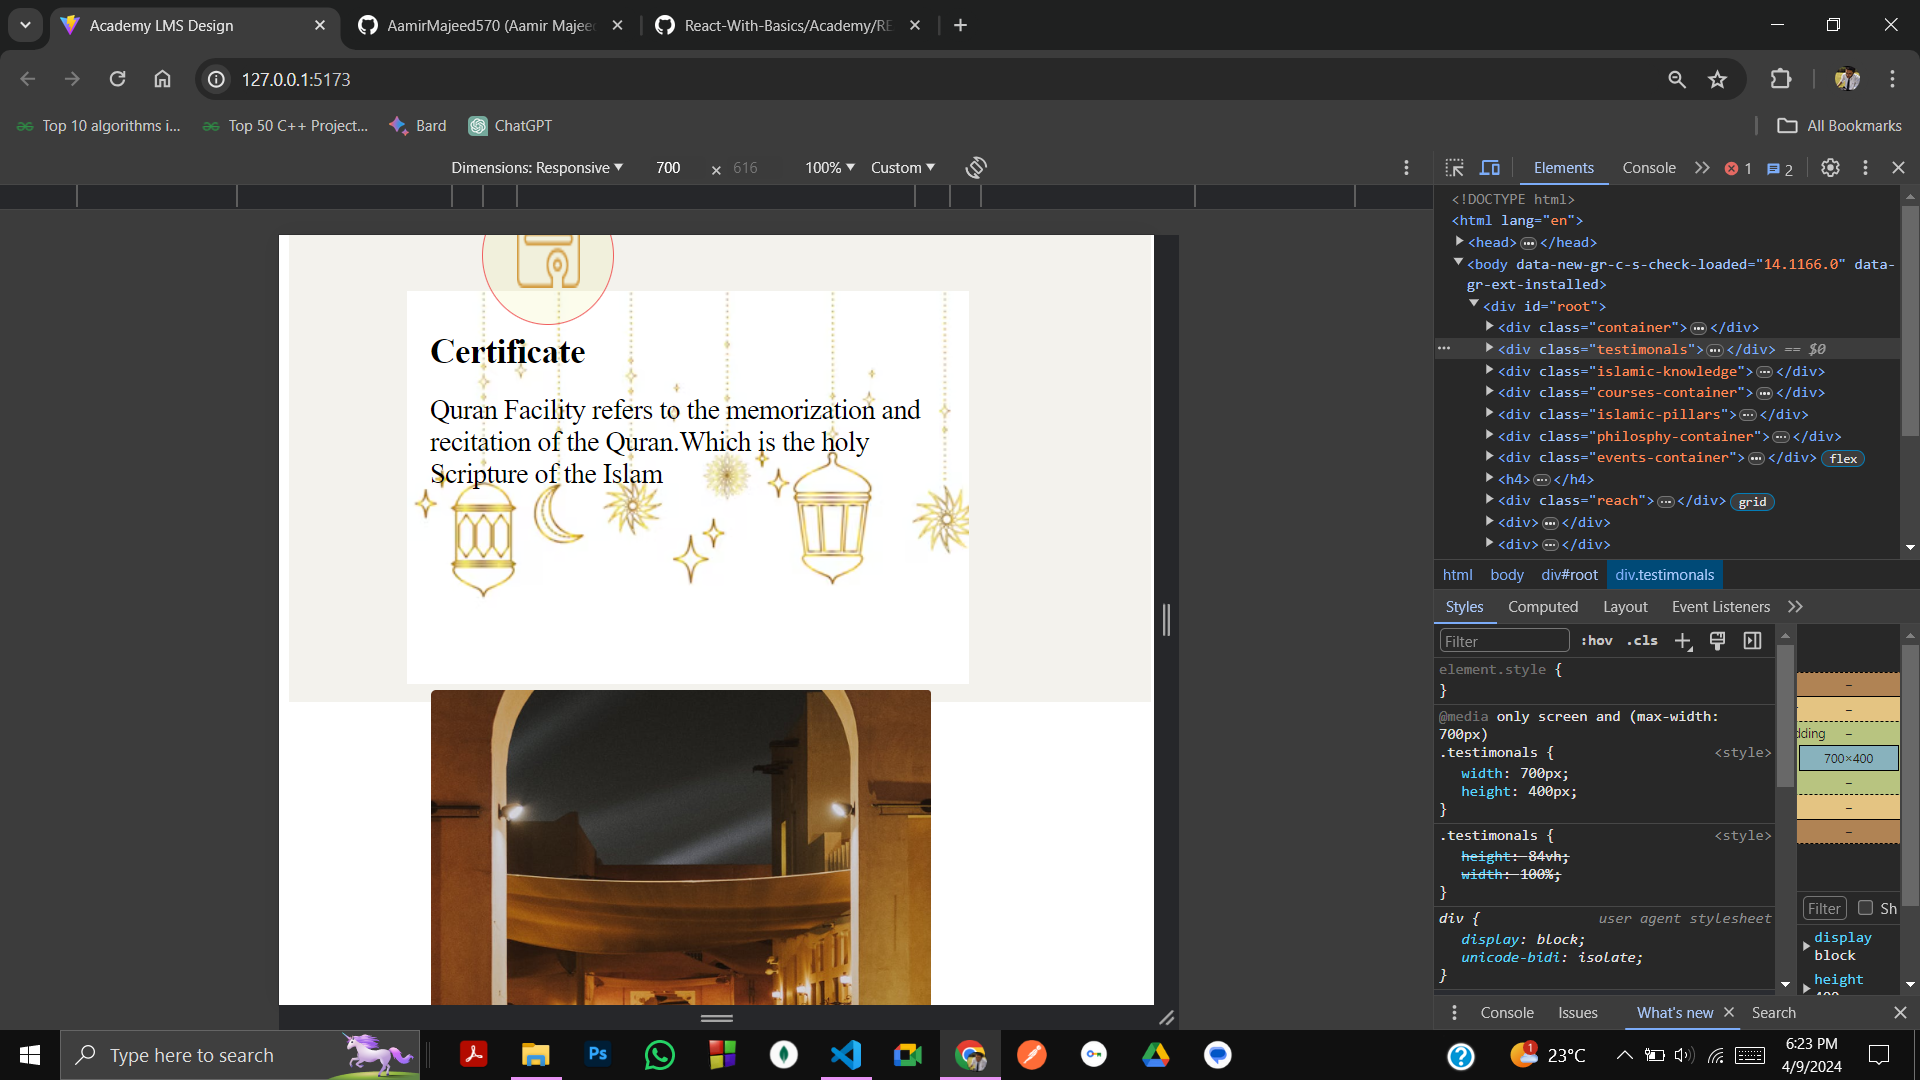 Academy LMS Design
AamirMajeed570 (Aamir Majee
React-With-Basics/Academy/RE
127.0.0.1:5173
Top 10 algorithms i...
Top 50 C++ Project...
Bard
ChatGPT
All Bookmarks
Dimensions: Responsive
700
×
616
100%
Custom
Elements
Console
1
2
<!DOCTYPE html>
<html lang="en">
<head> ... </head>
<body data-new-gr-c-s-check-loaded="14.1166.0" data-
gr-ext-installed>
<div id="root">
<div class="container"> ... </div>
... <div class="testimonals"> ... </div> == $0
<div class="islamic-knowledge"> ... </div>
<div class="courses-container"> ... </div>
<div class="islamic-pillars"> ... </div>
<div class="philosphy-container"> ... </div>
<div class="events-container"> ... </div> flex
<h4> ... </h4>
<div class="reach"> ... </div> grid
<div> ... </div>
<div> ... </div>
html body div#root div.testimonals
Styles Computed Layout Event Listeners
Filter
:hov .cls
element.style {
}
@media only screen and (max-width:
700px)
.testimonals { <style>
width: 700px;
height: 400px;
}
.testimonals { <style>
height: 84vh;
width: 100%;
}
div { user agent stylesheet
display: block;
unicode-bidi: isolate;
}
–
–
dding –
700×400
–
–
–
Filter Sh
display
block
height
Console Issues What's new Search
Certificate
Quran Facility refers to the memorization and
recitation of the Quran.Which is the holy
Scripture of the Islam
Type here to search
Ps
1
23°C
6:23 PM
4/9/2024